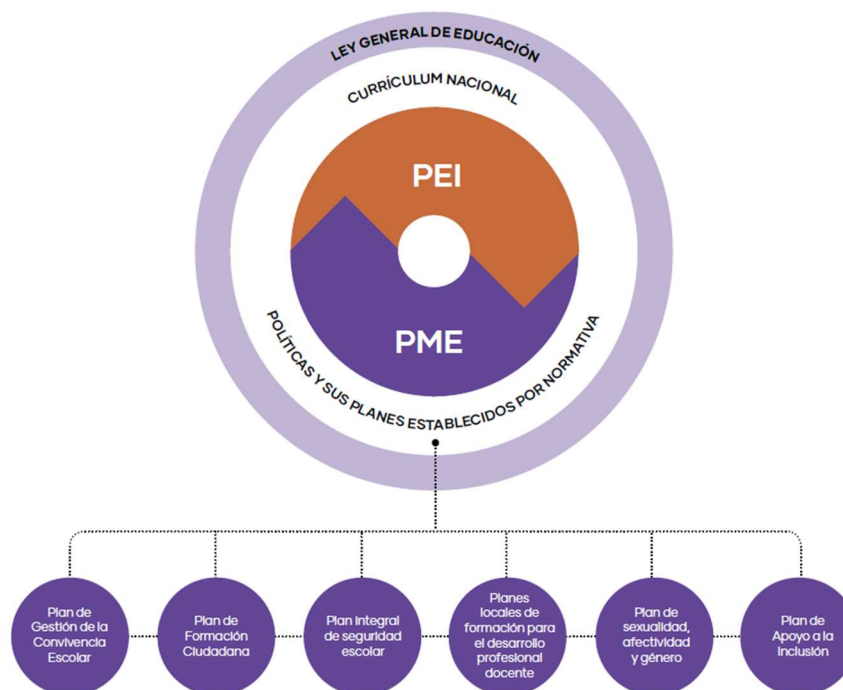 LEY GENERAL DE EDUCACIÓN
CURRÍCULUM NACIONAL
PEI
PME
POLÍTICAS Y SUS PLANES ESTABLECIDOS POR NORMATIVA
Plan de
Gestión de la
Convivencia
Escolar
Plan de
Formación
Ciudadana
Plan Integral
de seguridad
escolar
Planes
locales de
formación para
el desarrollo
profesional
docente
Plan de
sexualidad,
afectividad
y género
Plan de
Apoyo a la
Inclusión